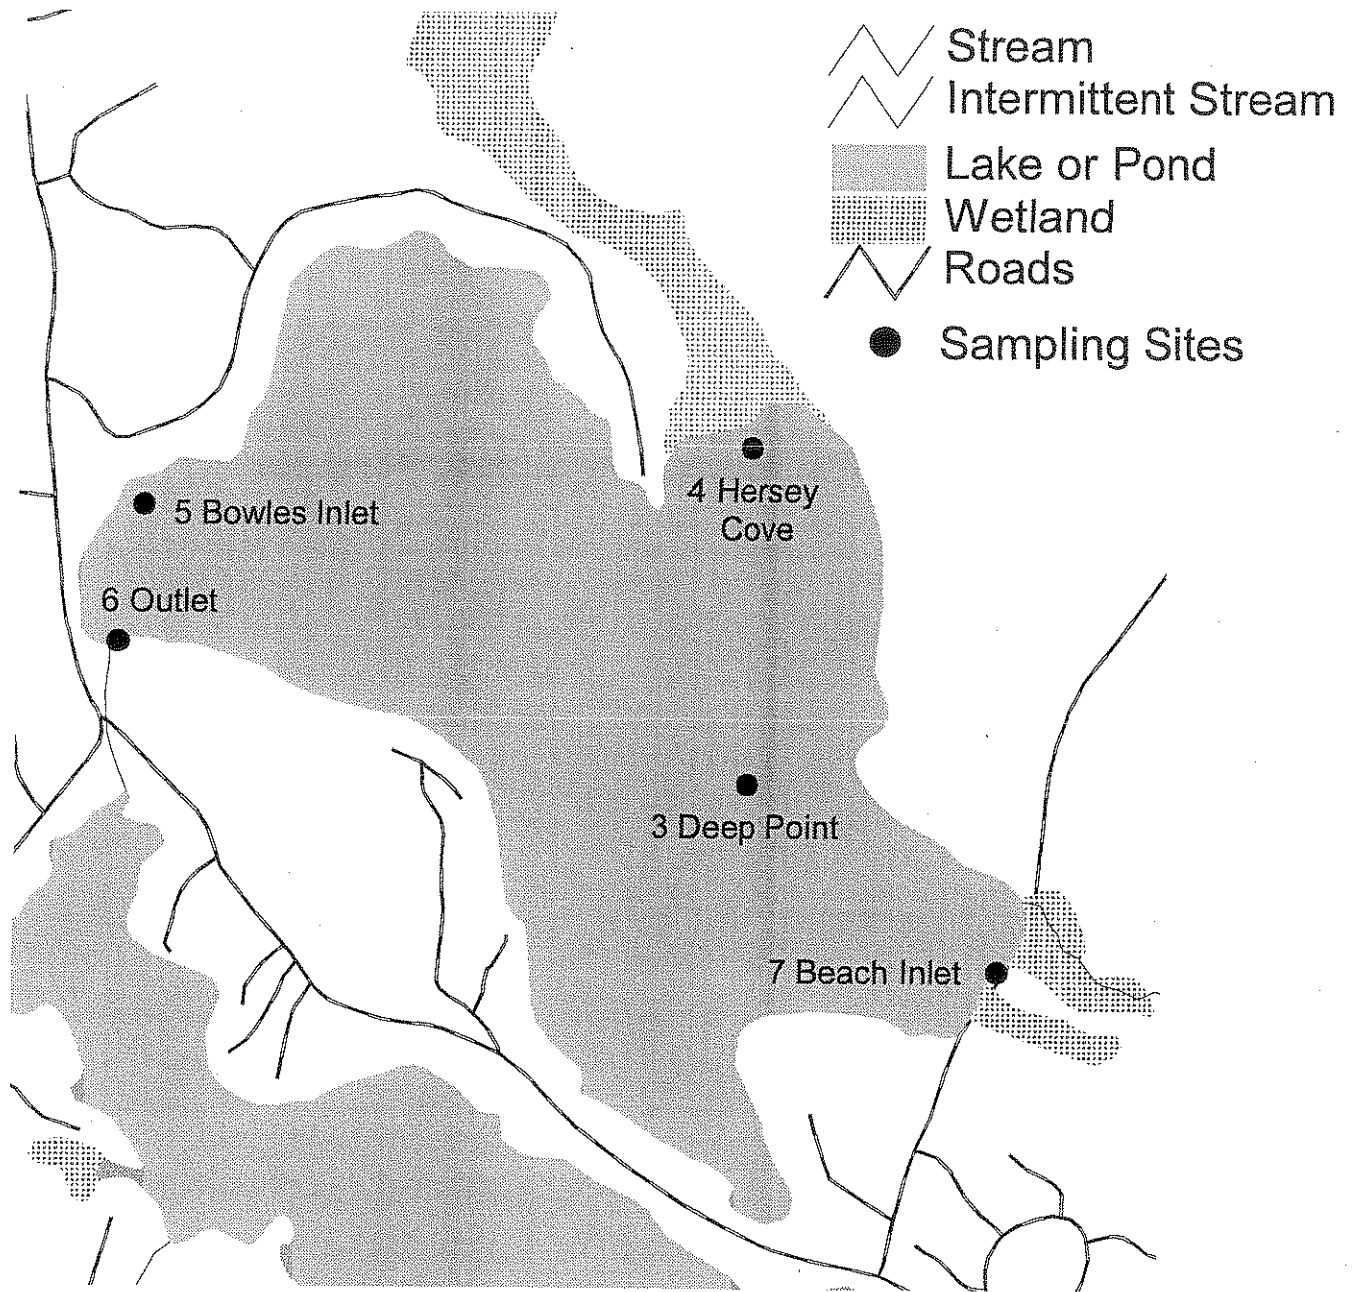 Stream
Intermittent Stream
Lake or Pond
Wetland
Roads
Sampling Sites
4 Hersey
Cove
5 Bowles Inlet
6 Outlet
3 Deep Point
7 Beach Inlet